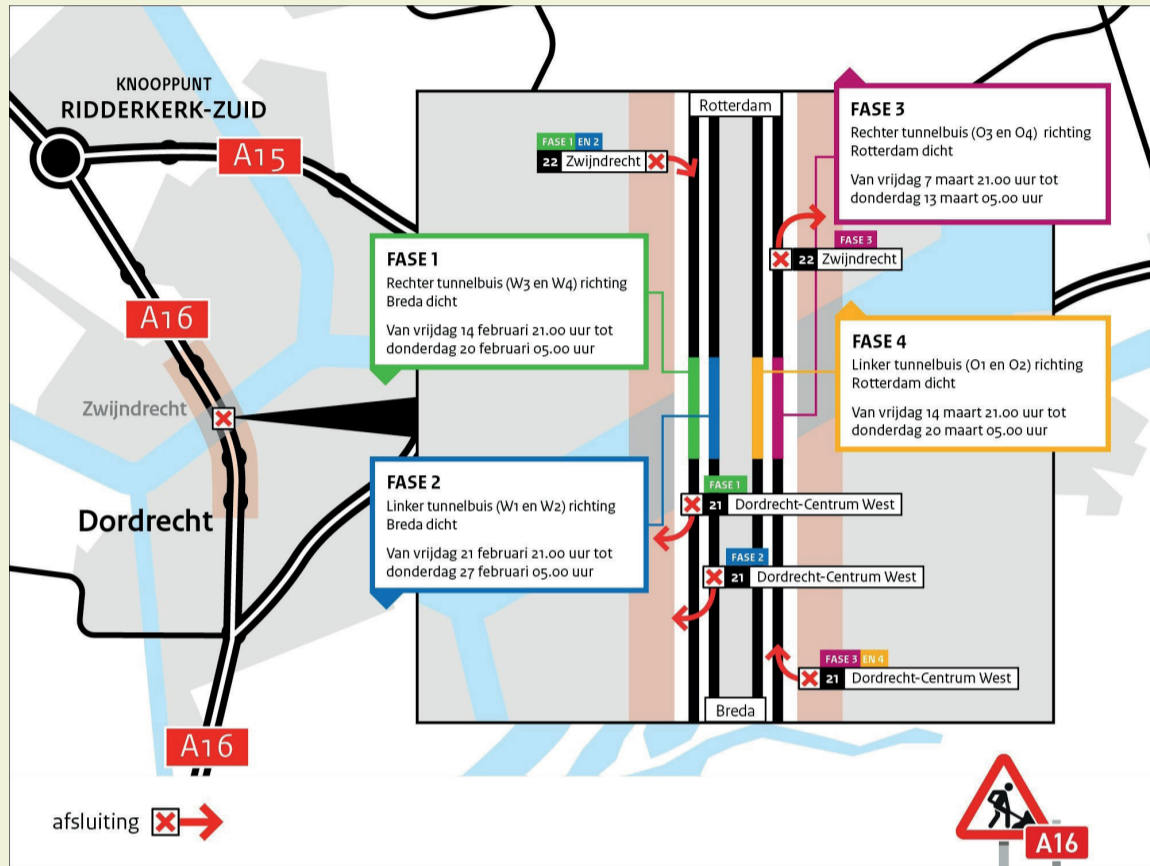 KNOOPPUNT
RIDDERKERK-ZUID
A15
A16
Zwijndrecht
Dordrecht
A16
afsluiting
Rotterdam
FASE 1 EN 2
22 Zwijndrecht
FASE 3
Rechter tunnelbuis (O3 en O4) richting
Rotterdam dicht
Van vrijdag 7 maart 21.00 uur tot
donderdag 13 maart 05.00 uur
FASE 3
22 Zwijndrecht
FASE 1
Rechter tunnelbuis (W3 en W4) richting
Breda dicht
Van vrijdag 14 februari 21.00 uur tot
donderdag 20 februari 05.00 uur
FASE 4
Linker tunnelbuis (O1 en O2) richting
Rotterdam dicht
Van vrijdag 14 maart 21.00 uur tot
donderdag 20 maart 05.00 uur
FASE 2
Linker tunnelbuis (W1 en W2) richting
Breda dicht
Van vrijdag 21 februari 21.00 uur tot
donderdag 27 februari 05.00 uur
FASE 1
21 Dordrecht-Centrum West
FASE 2
21 Dordrecht-Centrum West
FASE 3 EN 4
21 Dordrecht-Centrum West
Breda
A16